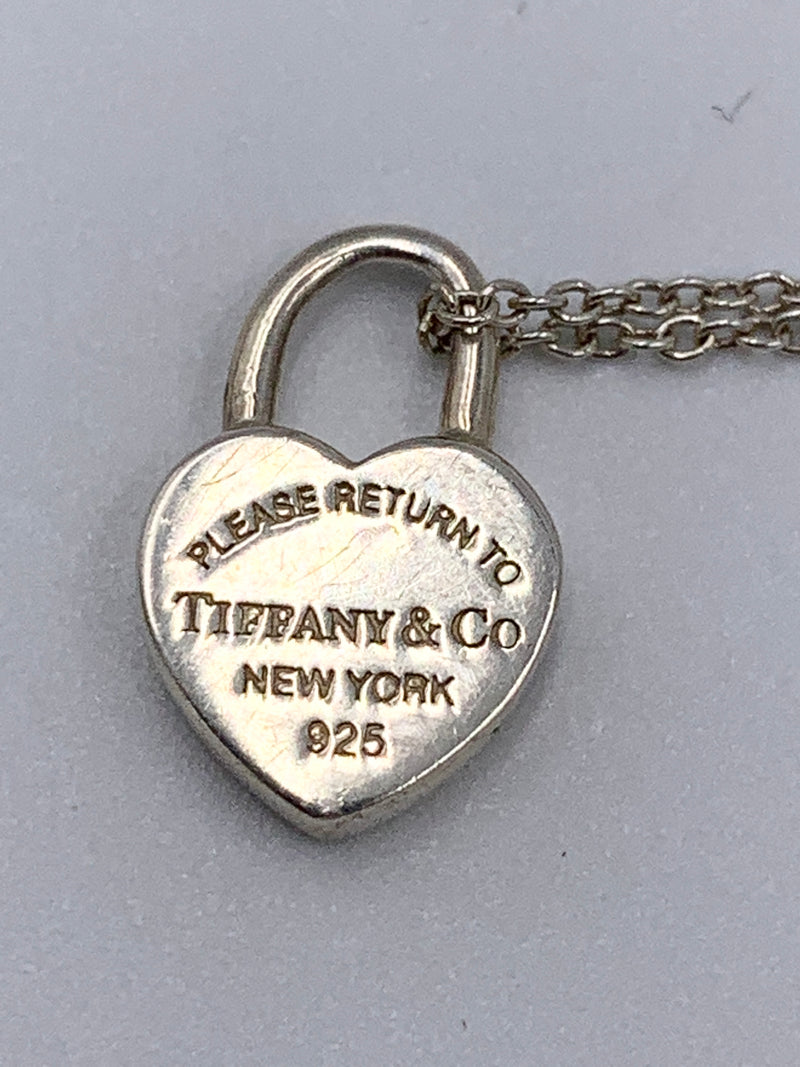 PLEASE RETURN TO
TIFFANY & CO
NEW YORK
925